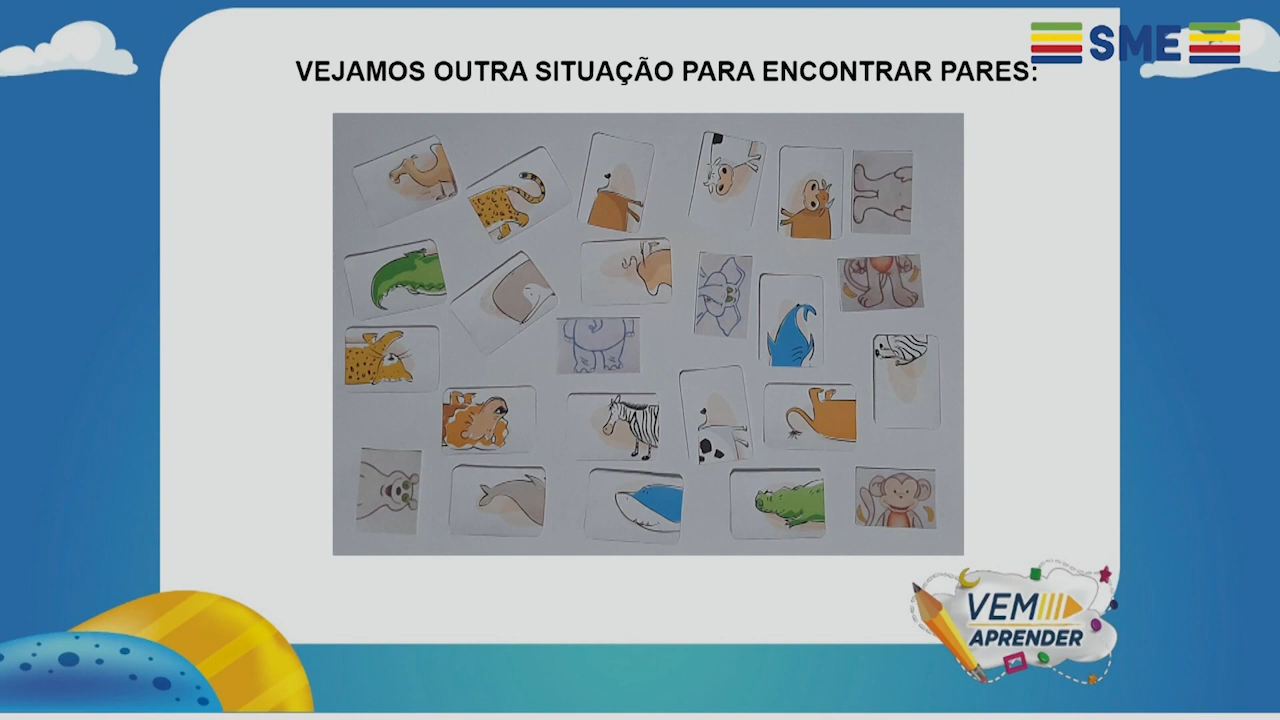 SME
VEJAMOS OUTRA SITUAÇÃO PARA ENCONTRAR PARES:
VEM
APRENDER